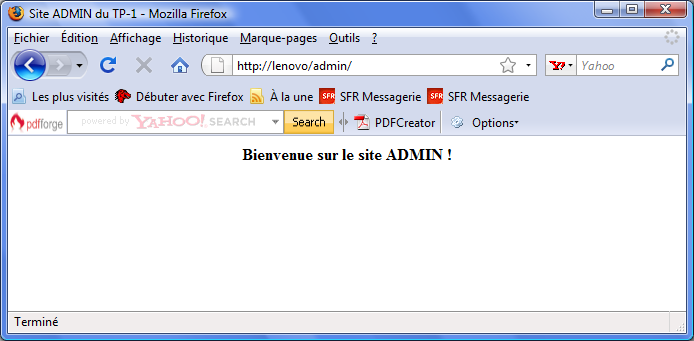 Site ADMIN du TP-1 - Mozilla Firefox
Fichier Édition Affichage Historique Marque-pages Outils ?
http://lenovo/admin/ Y! Yahoo
Les plus visités Débuter avec Firefox À la une SFR SFR Messagerie SFR SFR Messagerie
pdfforge powered by YAHOO! SEARCH Search PDFCreator Options
Bienvenue sur le site ADMIN !
Terminé